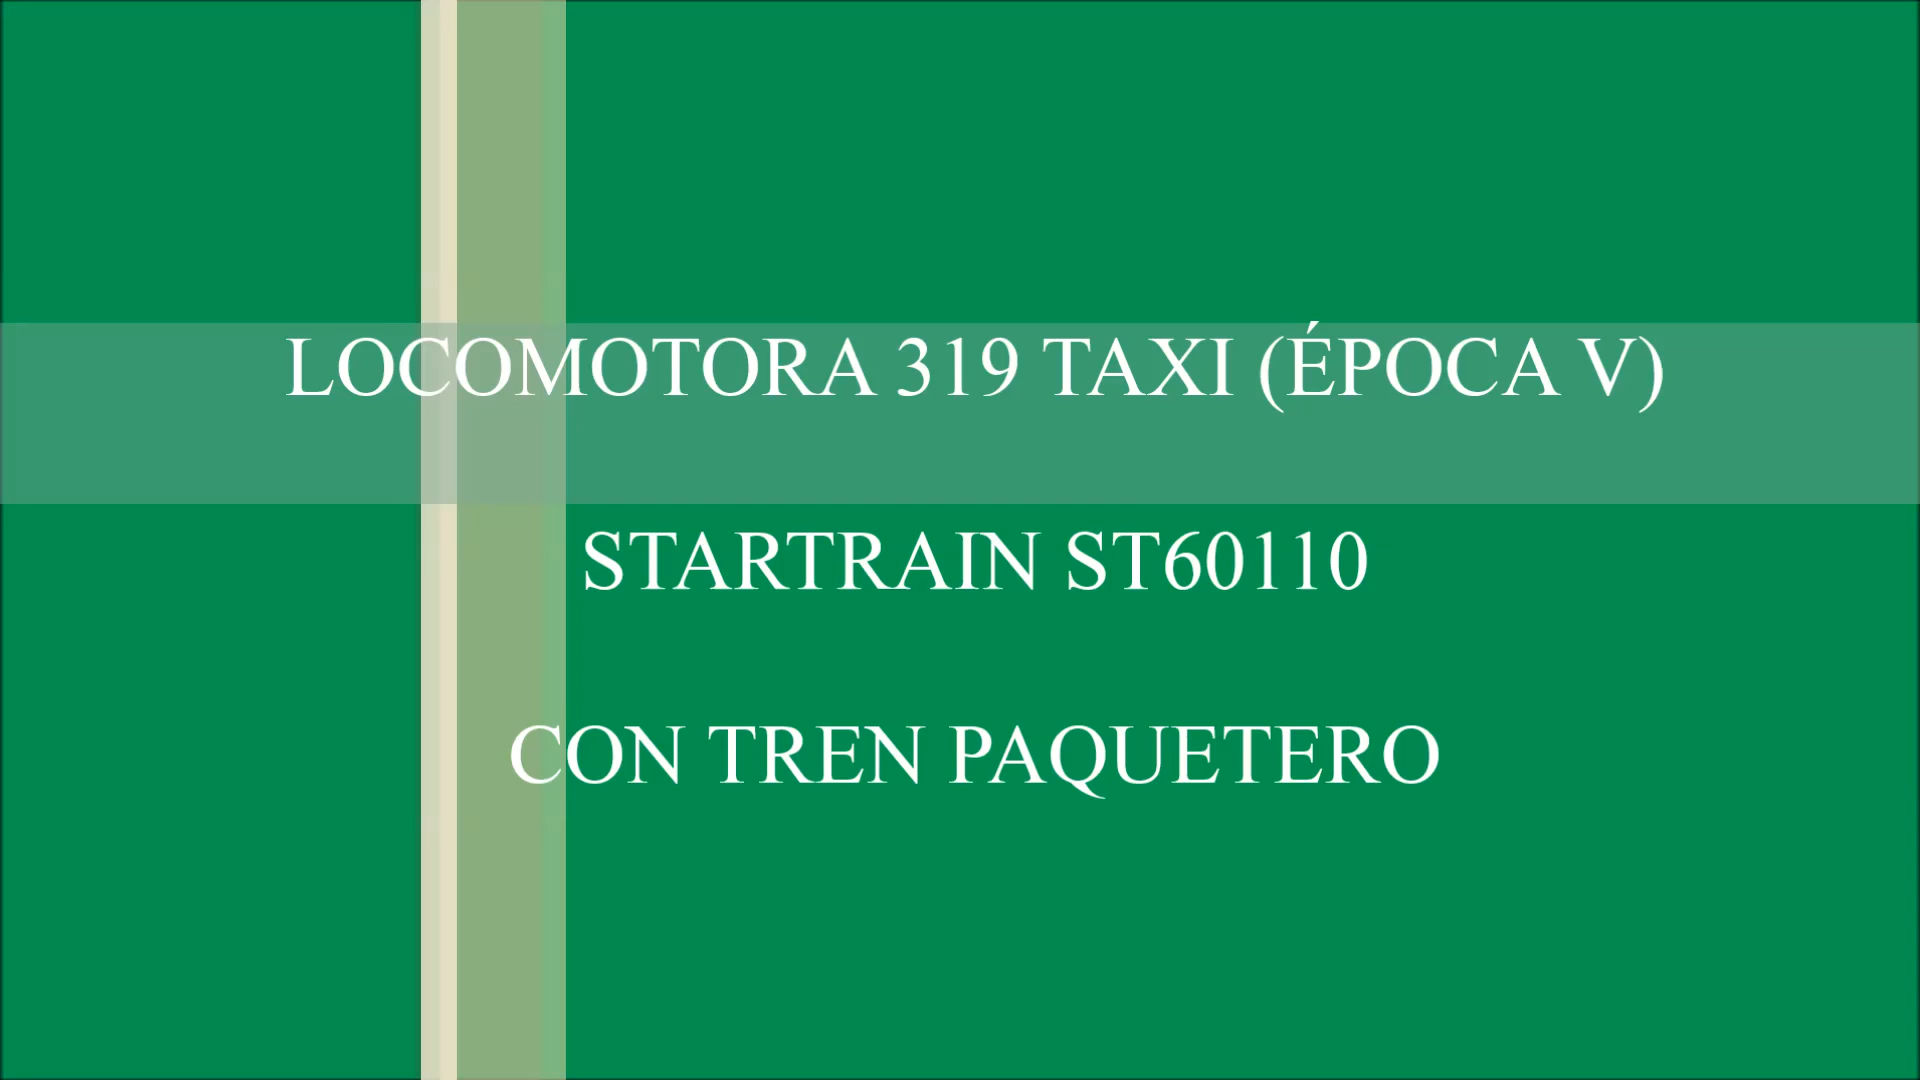 LOCOMOTORA 319 TAXI (ÉPOCA V)
STARTRAIN ST60110
CON TREN PAQUETERO